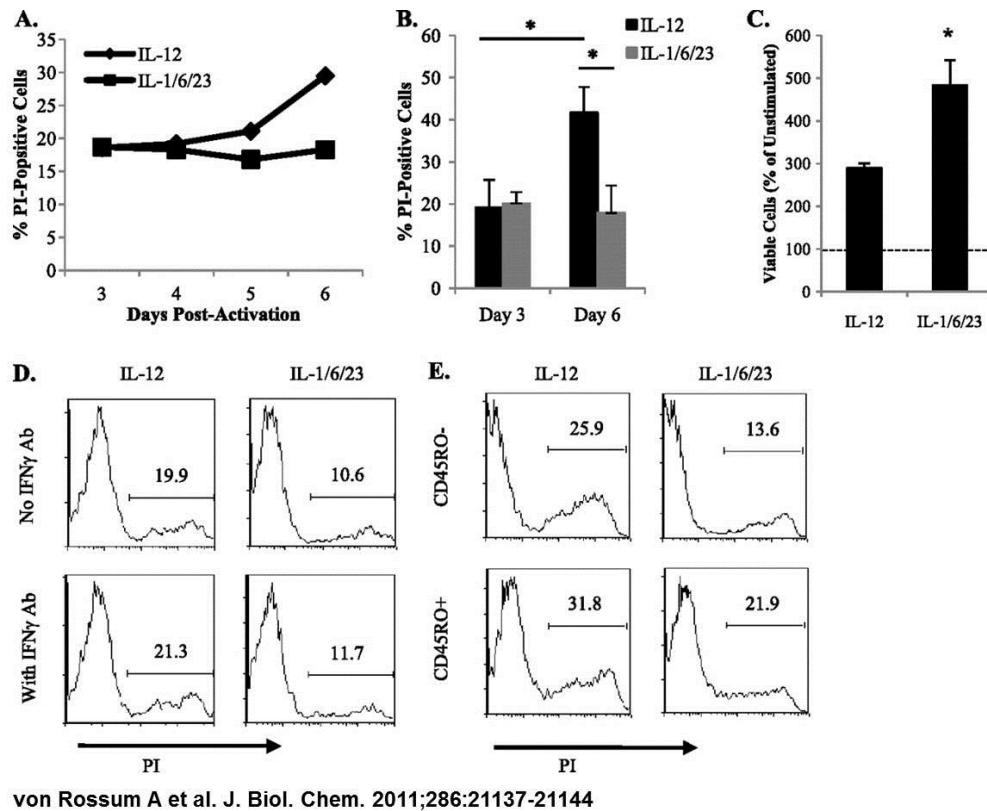 A.
% PI-Popsitive Cells
35
30
25
20
15
10
5
0
IL-12
IL-1/6/23
3 4 5 6
Days Post-Activation
B.
% PI-Positive Cells
60
50
40
30
20
10
0
*
*
IL-12
IL-1/6/23
Day 3 Day 6
C.
Viable Cells (% of Unstimulated)
600
500
400
300
200
100
0
*
IL-12 IL-1/6/23
D.
IL-12 IL-1/6/23
No IFNγ Ab
19.9 10.6
With IFNγ Ab
21.3 11.7
PI
E.
IL-12 IL-1/6/23
CD45RO-
25.9 13.6
CD45RO+
31.8 21.9
PI
von Rossum A et al. J. Biol. Chem. 2011;286:21137-21144